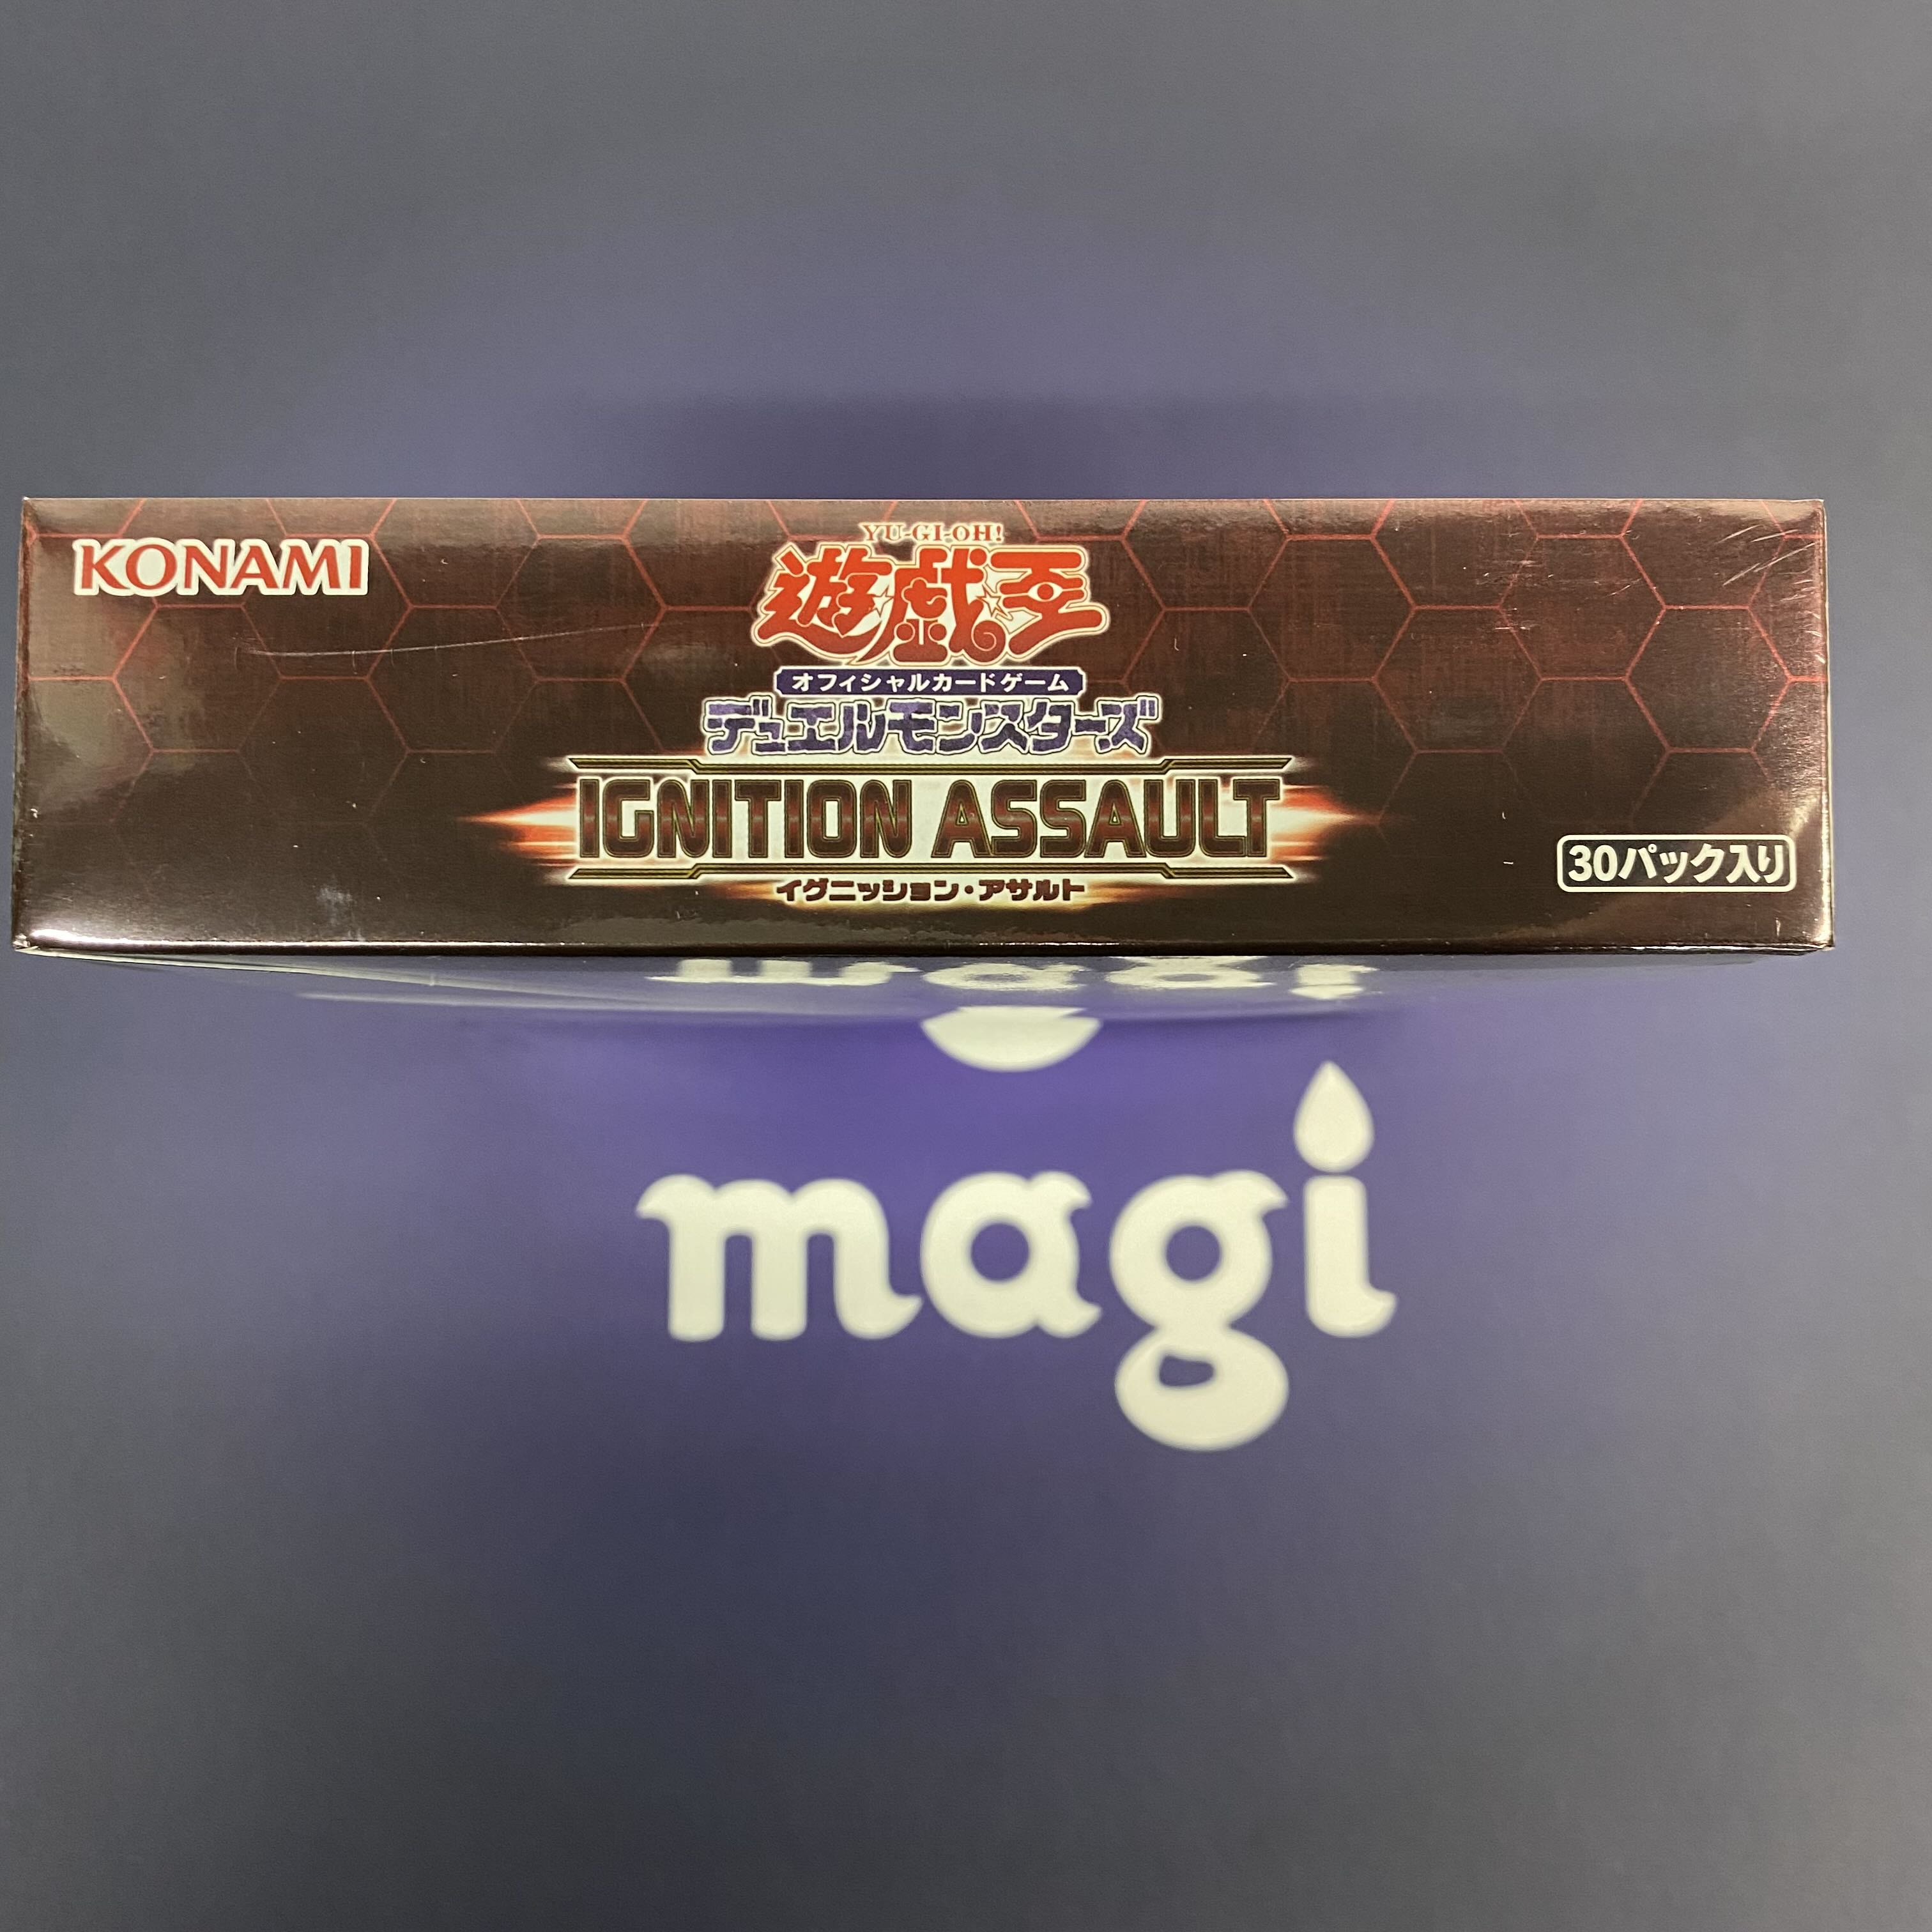 KONAMI
YU-GI-OH!
遊戯王
オフィシャルカードゲーム
デュエルモンスターズ
IGNITION ASSAULT
イグニッション・アサルト
30パック入り
magi